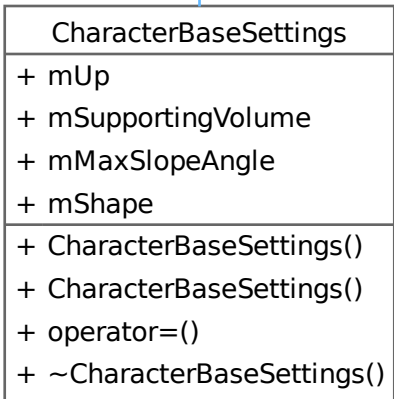 CharacterBaseSettings
+ mUp
+ mSupportingVolume
+ mMaxSlopeAngle
+ mShape
+ CharacterBaseSettings()
+ CharacterBaseSettings()
+ operator=()
+ ~CharacterBaseSettings()